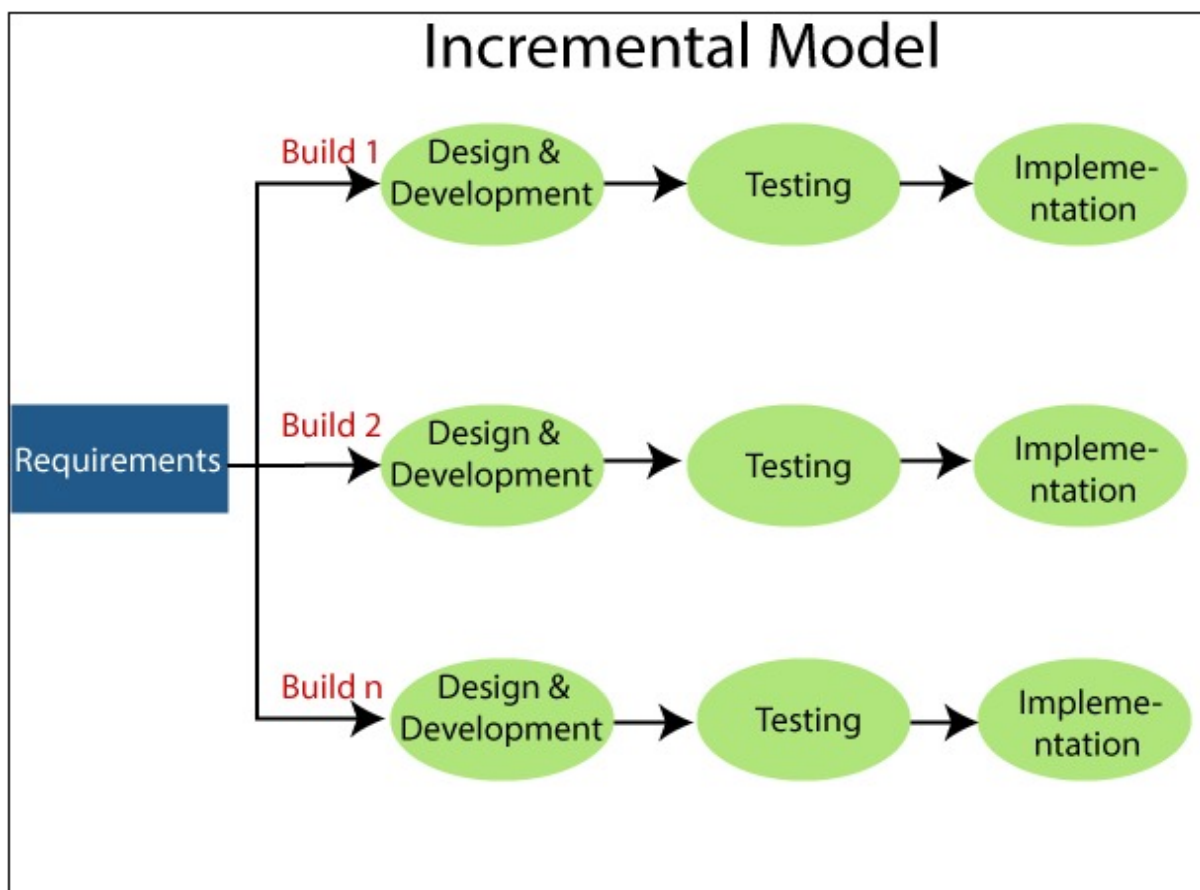 Incremental Model
Build 1
Design &
Development
Testing
Impleme-
ntation
Requirements
Build 2
Design &
Development
Testing
Impleme-
ntation
Build n
Design &
Development
Testing
Impleme-
ntation